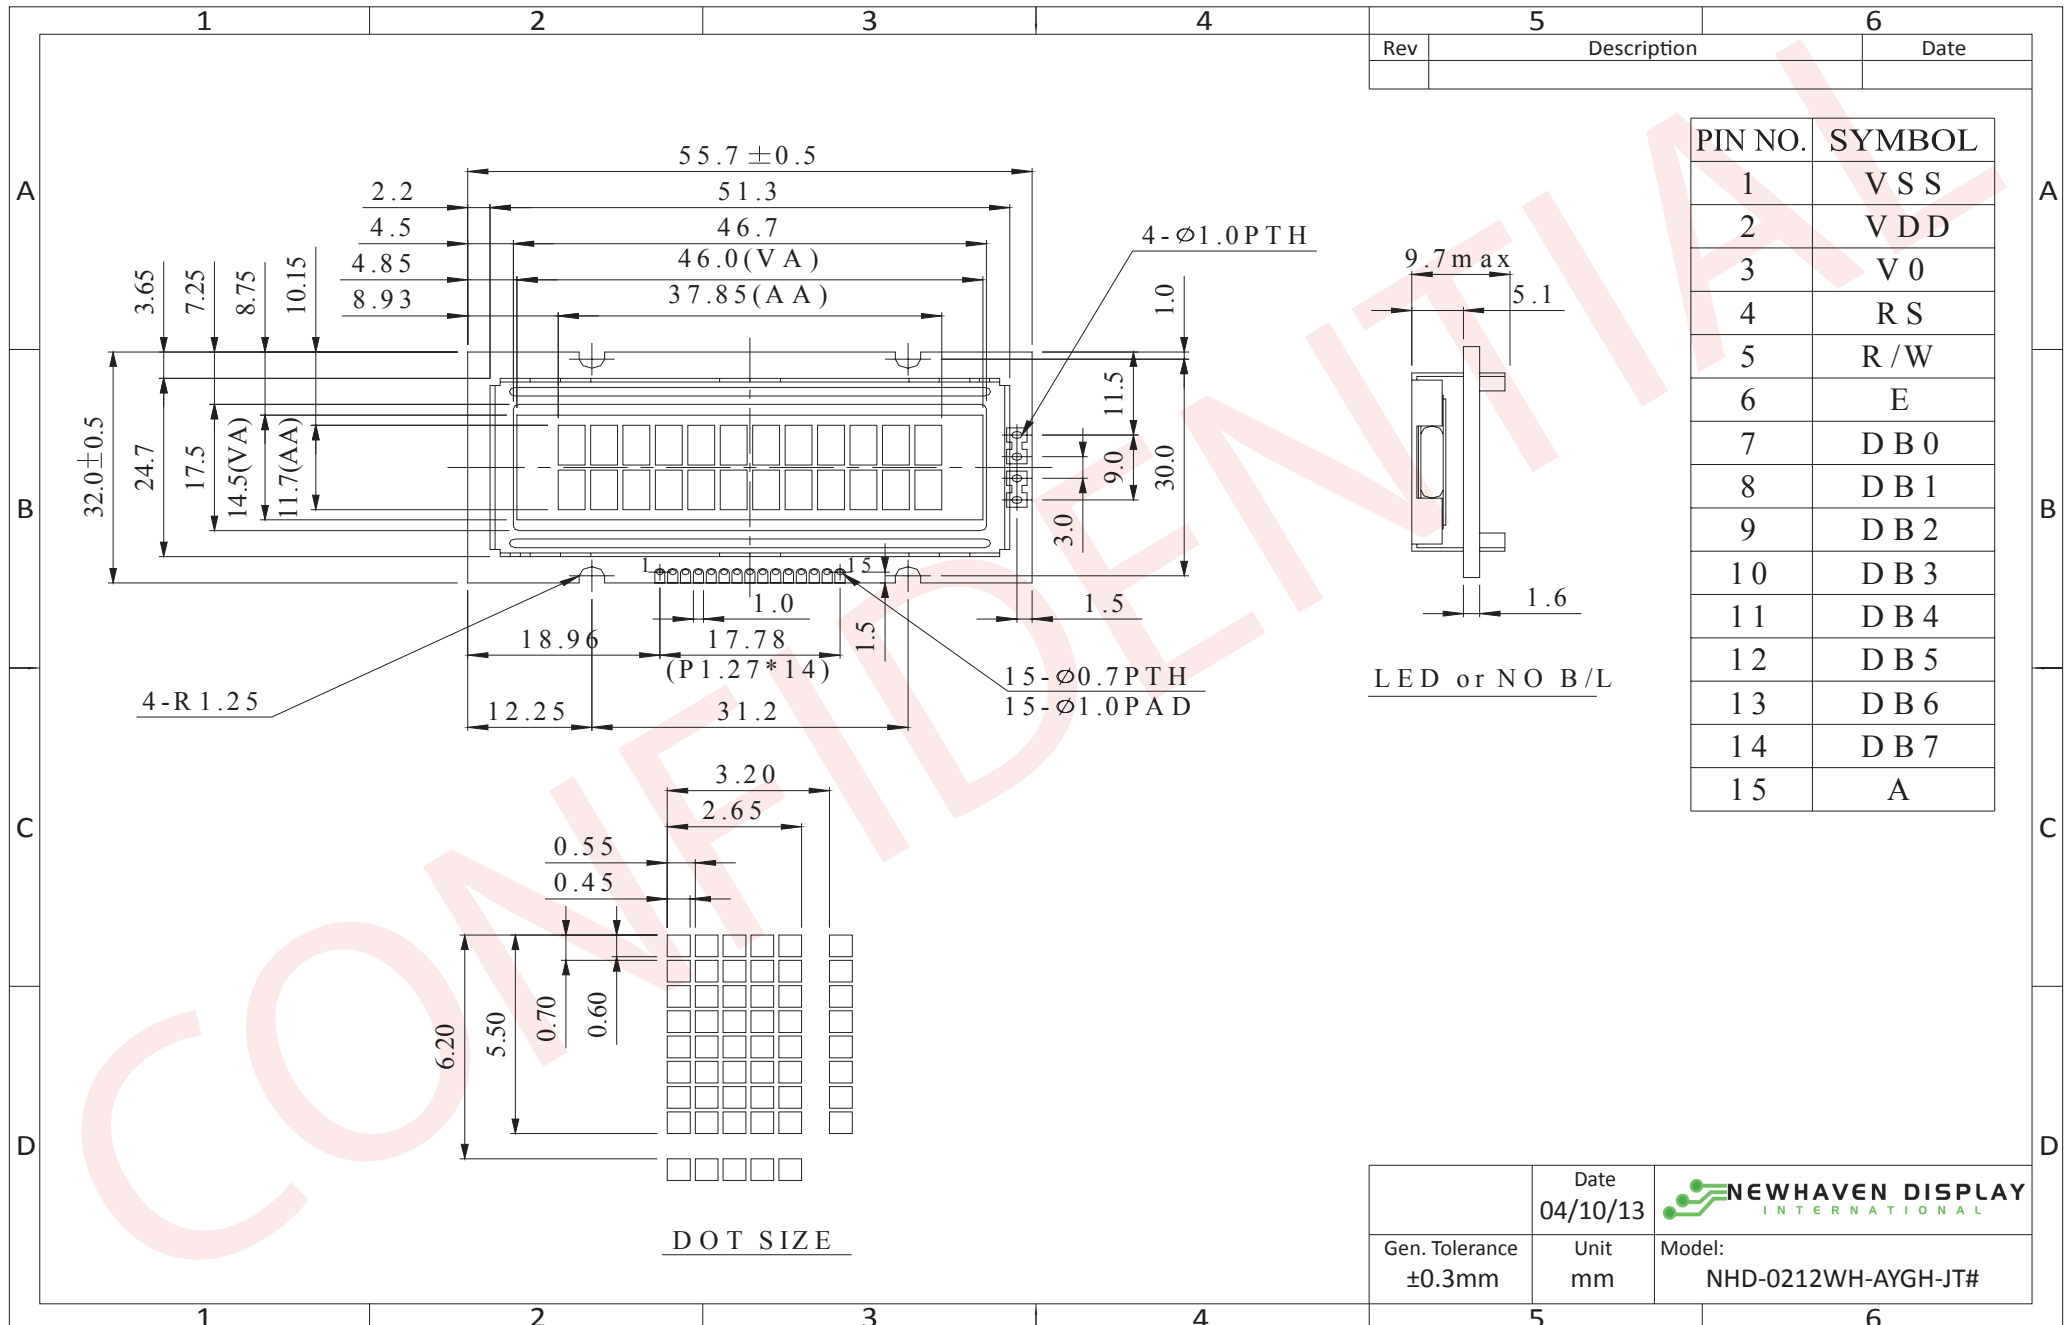 1 2 3 4 5 6
Rev Description Date
A A
B B
C C
D D
PIN NO. SYMBOL
1 VSS
2 VDD
3 V0
4 RS
5 R/W
6 E
7 DB0
8 DB1
9 DB2
10 DB3
11 DB4
12 DB5
13 DB6
14 DB7
15 A
55.7 ±0.5
2.2 51.3
4.5 46.7
4.85 46.0(VA)
8.93 37.85(AA)
4-Ø1.0PTH
3.65
7.25
8.75
10.15
32.0±0.5
24.7
17.5
14.5(VA)
11.7(AA)
1.0
11.5
9.0
30.0
3.0
1 15
1.0
1.5
1.5
18.96 17.78
(P1.27*14)
15-Ø0.7PTH
15-Ø1.0PAD
4-R1.25
12.25 31.2
9.7max
5.1
1.6
LED or NO B/L
3.20
2.65
0.55
0.45
6.20
5.50
0.70
0.60
DOT SIZE
CONFIDENTIAL
Date
04/10/13
NEWHAVEN DISPLAY
INTERNATIONAL
Gen. Tolerance
±0.3mm
Unit
mm
Model:
NHD-0212WH-AYGH-JT#
1 2 3 4 5 6